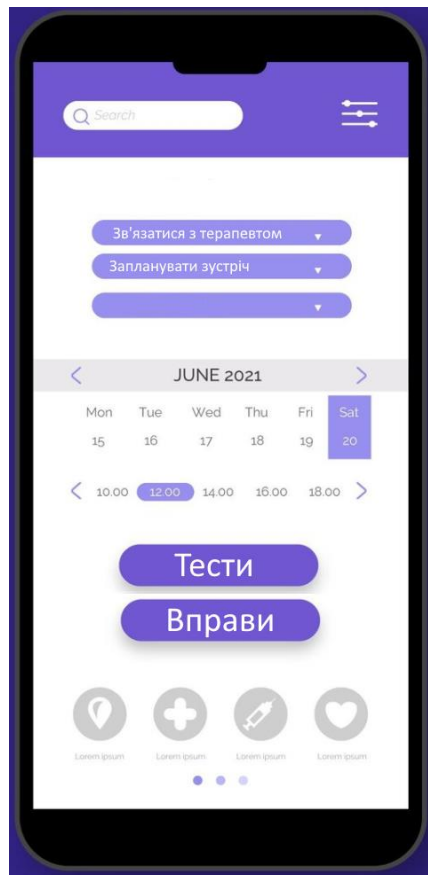 Search
Зв'язатися з терапевтом
Запланувати зустріч
JUNE 2021
Mon Tue Wed Thu Fri Sat
15 16 17 18 19 20
10.00 12.00 14.00 16.00 18.00
Тести
Вправи
Lorem ipsum Lorem ipsum Lorem ipsum Lorem ipsum